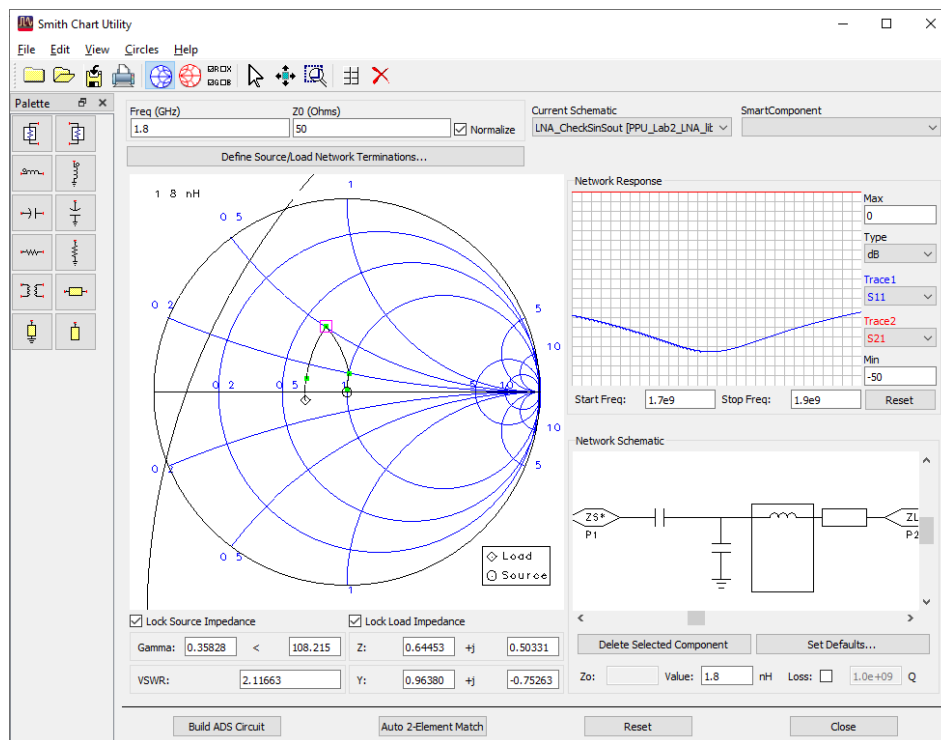 Smith Chart Utility
File Edit View Circles Help
Palette
Freq (GHz)
Z0 (Ohms)
1.8
50
Normalize
Current Schematic
SmartComponent
LNA_CheckSinSout [PPU_Lab2_LNA_lit
Define Source/Load Network Terminations...
1 8 nH
1
0 5
0 2
5
10
0 2
0 5
1
5
10
10
5
0 2
0 5
1
Load
Source
Network Response
Max
0
Type
dB
Trace1
S11
Trace2
S21
Min
-50
Start Freq:
1.7e9
Stop Freq:
1.9e9
Reset
Network Schematic
ZS*
P1
ZL
P2
Lock Source Impedance
Lock Load Impedance
Gamma: 0.35828 < 108.215
Z: 0.64453 +j 0.50331
VSWR: 2.11663
Y: 0.96380 +j -0.75263
Delete Selected Component
Set Defaults...
Zo:
Value: 1.8 nH
Loss: 1.0e+09 Q
Build ADS Circuit
Auto 2-Element Match
Reset
Close